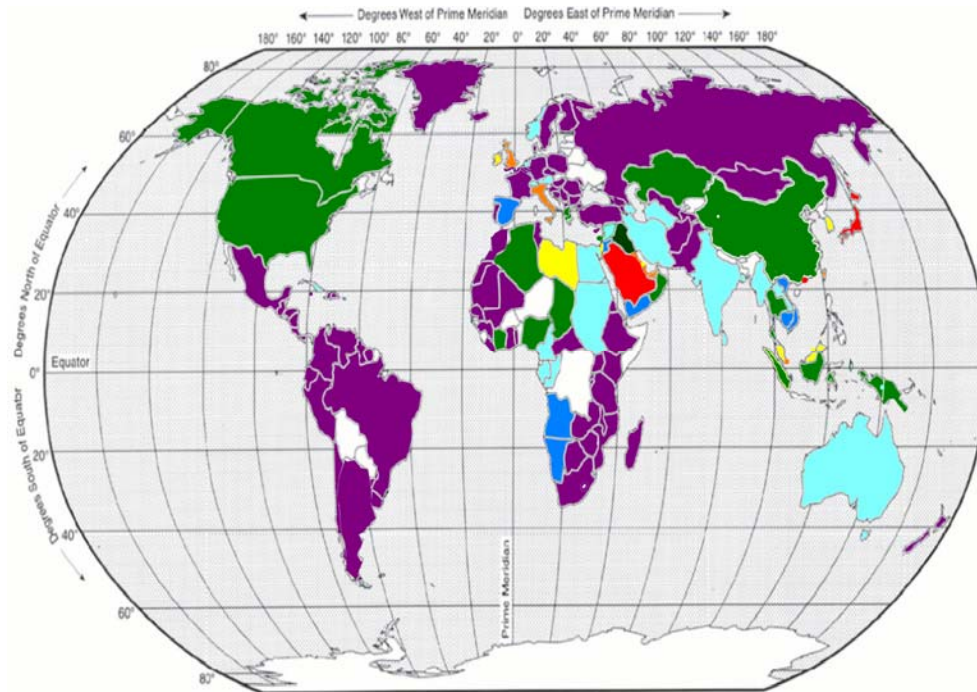 Degrees West of Prime Meridian Degrees East of Prime Meridian
180° 160° 140° 120° 100° 80° 60° 40° 20° 0° 20° 40° 60° 80° 100° 120° 140° 160° 180°
80°
60°
40°
20°
0°
20°
40°
60°
80°
Degrees North of Equator
Equator
Degrees South of Equator
Prime Meridian